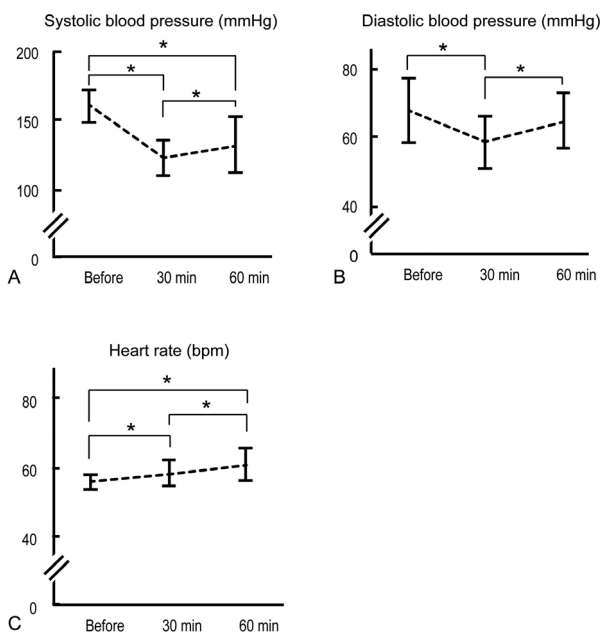 Systolic blood pressure (mmHg)
200
150
100
0
*
*
*
Before 30 min 60 min
A
Diastolic blood pressure (mmHg)
80
60
40
0
*
*
Before 30 min 60 min
B
Heart rate (bpm)
80
60
40
0
*
*
*
Before 30 min 60 min
C